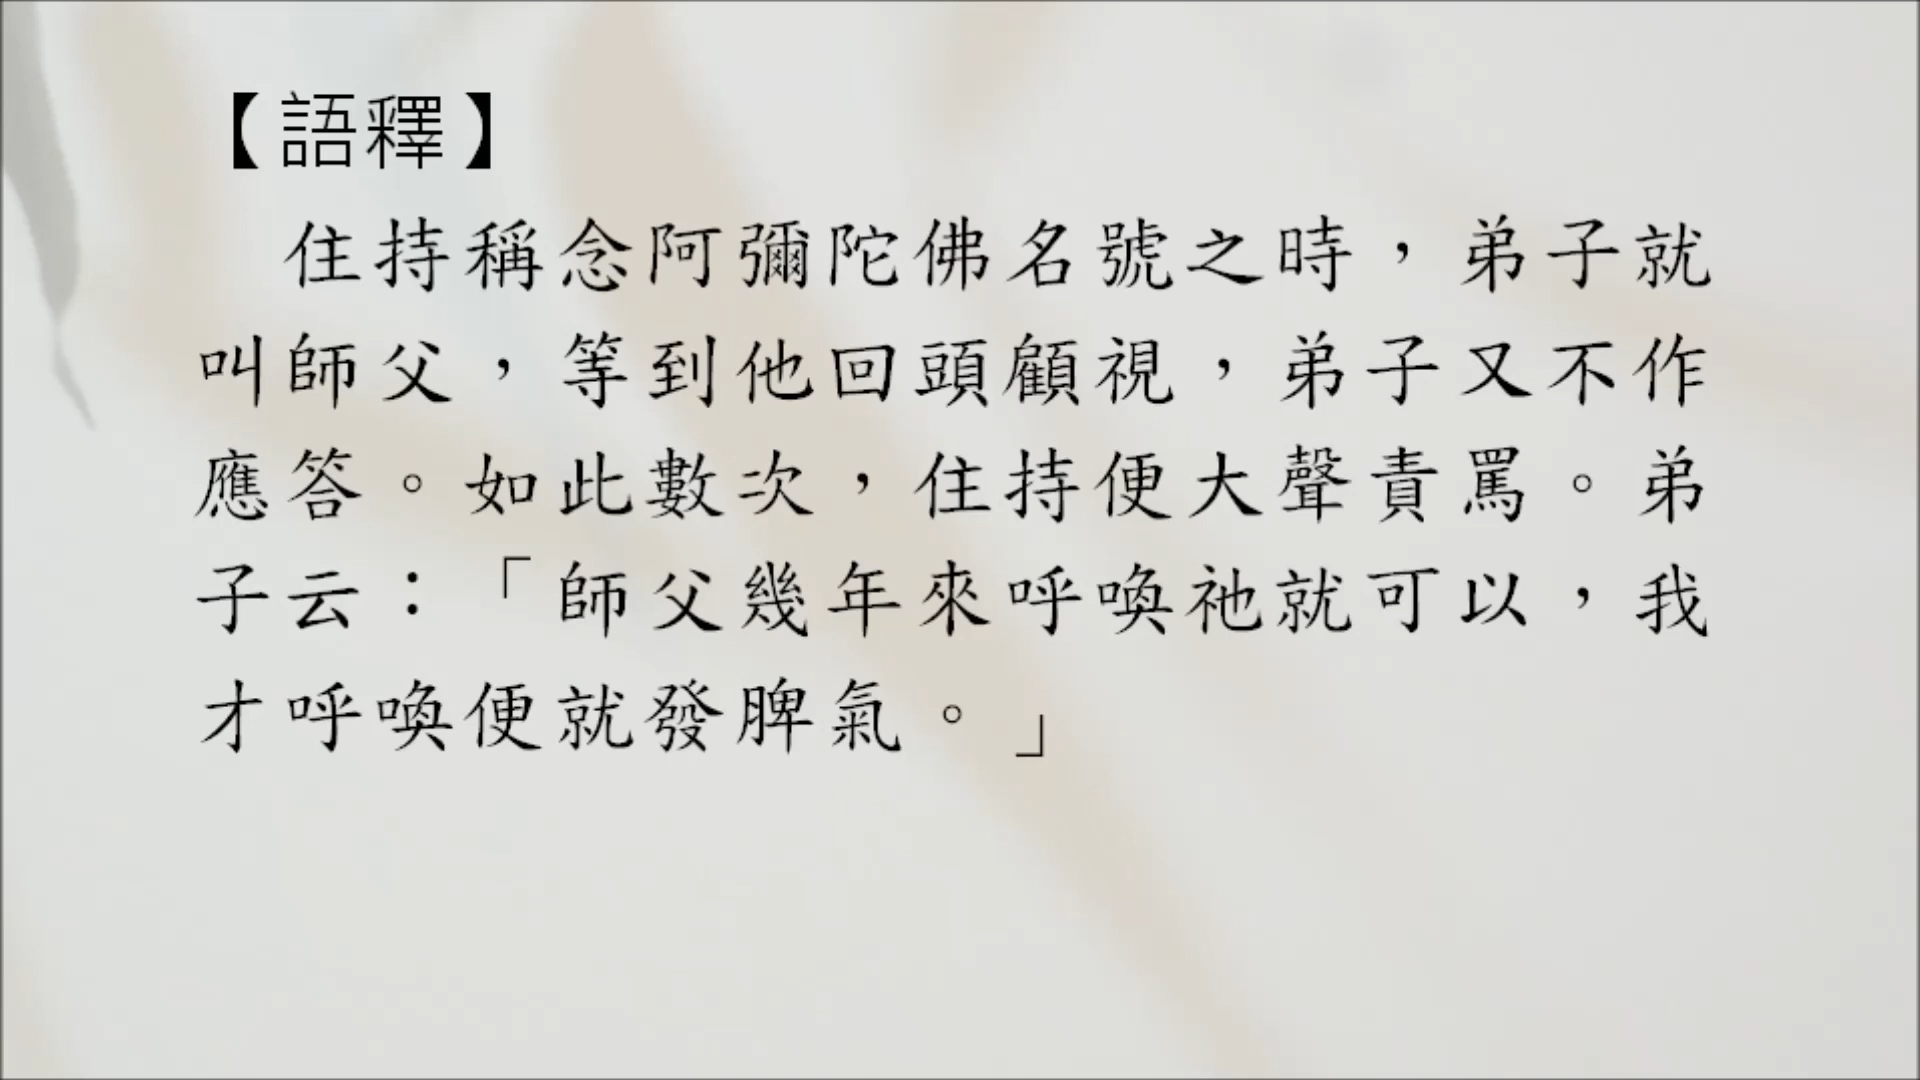 【語釋】
住持稱念阿彌陀佛名號之時，弟子就
叫師父，等到他回頭顧視，弟子又不作
應答。如此數次，住持便大聲責罵。弟
子云：「師父幾年來呼喚祂就可以，我
才呼喚便就發脾氣。」